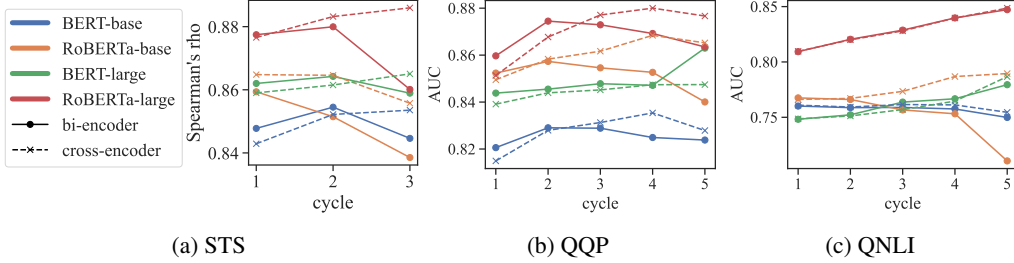 BERT-base
RoBERTa-base
BERT-large
RoBERTa-large
bi-encoder
cross-encoder
Spearman's rho
0.88
0.86
0.84
1 2 3
cycle
(a) STS
AUC
0.88
0.86
0.84
0.82
1 2 3 4 5
cycle
(b) QQP
AUC
0.85
0.80
0.75
1 2 3 4 5
cycle
(c) QNLI